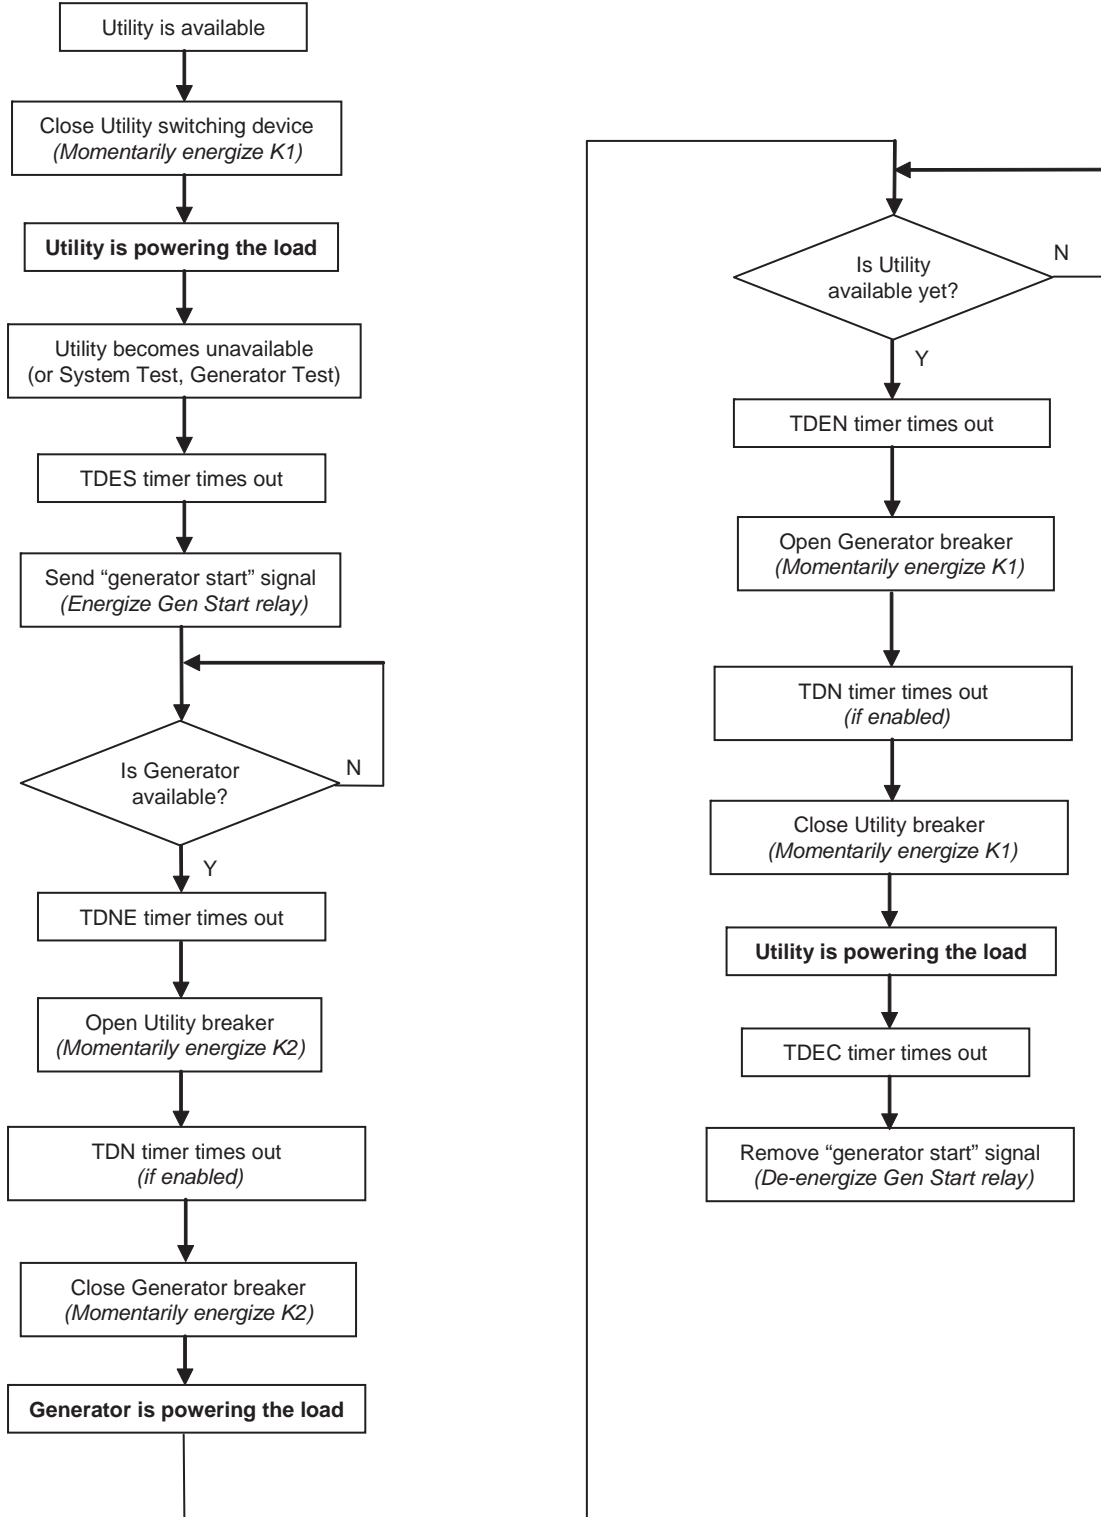 Utility is available
Close Utility switching device
(Momentarily energize K1)
Utility is powering the load
Utility becomes unavailable
(or System Test, Generator Test)
TDES timer times out
Send “generator start” signal
(Energize Gen Start relay)
Is Generator
available?
N
Y
TDNE timer times out
Open Utility breaker
(Momentarily energize K2)
TDN timer times out
(if enabled)
Close Generator breaker
(Momentarily energize K2)
Generator is powering the load
Is Utility
available yet?
N
Y
TDEN timer times out
Open Generator breaker
(Momentarily energize K1)
TDN timer times out
(if enabled)
Close Utility breaker
(Momentarily energize K1)
Utility is powering the load
TDEC timer times out
Remove “generator start” signal
(De-energize Gen Start relay)